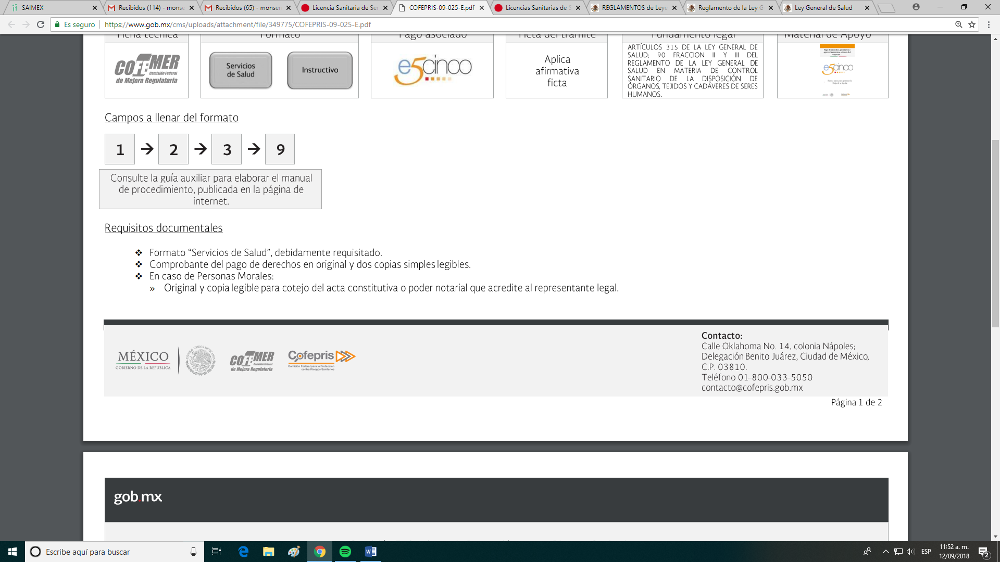 SAIMEX
Recibidos (114) - monse
Recibidos (65) - monser
Licencia Sanitaria de Ser
COFEPRIS-09-025-E.pdf
Licencias Sanitarias de S
REGLAMENTOS de Leye
Reglamento de la Ley G
Ley General de Salud
Es seguro
https://www.gob.mx/cms/uploads/attachment/file/349775/COFEPRIS-09-025-E.pdf
Ficha técnica
Formato
Pago asociado
Ficta del trámite
Fundamento legal
Material de Apoyo
COFEMER
Comisión Federal
de Mejora Regulatoria
Servicios
de Salud
Instructivo
e5cinco
Aplica
afirmativa
ficta
ARTÍCULOS 315 DE LA LEY GENERAL DE
SALUD; 90 FRACCION II Y III DEL
REGLAMENTO DE LA LEY GENERAL DE
SALUD EN MATERIA DE CONTROL
SANITARIO DE LA DISPOSICIÓN DE
ÓRGANOS, TEJIDOS Y CADÁVERES DE SERES
HUMANOS.
e5cinco
Campos a llenar del formato
1 → 2 → 3 → 9
Consulte la guía auxiliar para elaborar el manual
de procedimiento, publicada en la página de
internet.
Requisitos documentales
❖ Formato “Servicios de Salud”, debidamente requisitado.
❖ Comprobante del pago de derechos en original y dos copias simples legibles.
❖ En caso de Personas Morales:
» Original y copia legible para cotejo del acta constitutiva o poder notarial que acredite al representante legal.
MÉXICO
GOBIERNO DE LA REPÚBLICA
ESTADOS UNIDOS MEXICANOS
COFEMER
Comisión Federal
de Mejora Regulatoria
Cofepris
Comisión Federal para la Protección
contra Riesgos Sanitarios
Contacto:
Calle Oklahoma No. 14, colonia Nápoles;
Delegación Benito Juárez, Ciudad de México,
C.P. 03810.
Teléfono 01-800-033-5050
contacto@cofepris.gob.mx
Página 1 de 2
gob.mx
Escribe aquí para buscar
ESP
11:52 a. m.
12/09/2018
2